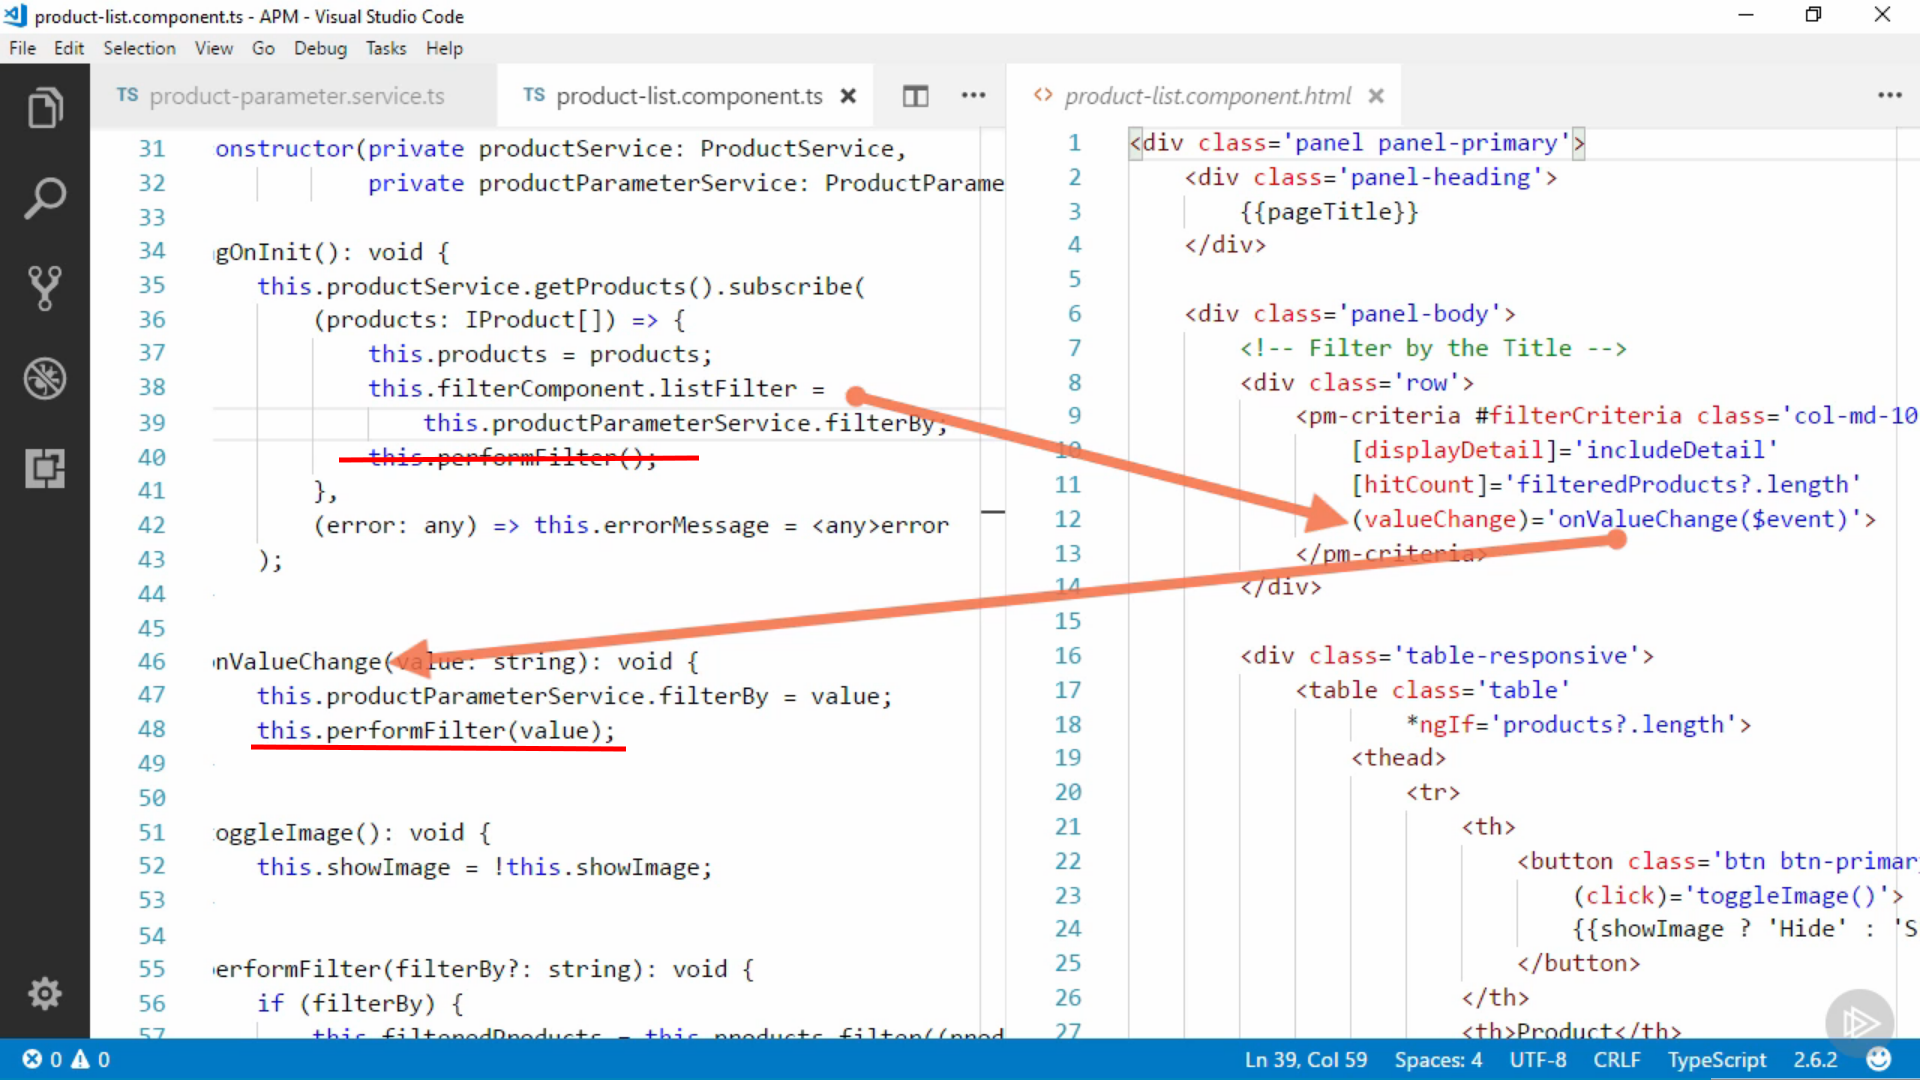 product-list.component.ts - APM - Visual Studio Code
File Edit Selection View Go Debug Tasks Help
TS product-parameter.service.ts TS product-list.component.ts
<> product-list.component.html
31 onstructor(private productService: ProductService,
32 private productParameterService: ProductParame
33
34 gOnInit(): void {
35 this.productService.getProducts().subscribe(
36 (products: IProduct[]) => {
37 this.products = products;
38 this.filterComponent.listFilter =
39 this.productParameterService.filterBy;
40 this.performFilter();
41 },
42 (error: any) => this.errorMessage = <any>error
43 );
44
45
46 nValueChange(value: string): void {
47 this.productParameterService.filterBy = value;
48 this.performFilter(value);
49
50
51 oggleImage(): void {
52 this.showImage = !this.showImage;
53
54
55 erformFilter(filterBy?: string): void {
56 if (filterBy) {
57 this.filteredProducts = this.products.filter((prod
1 <div class='panel panel-primary'>
2 <div class='panel-heading'>
3 {{pageTitle}}
4 </div>
5
6 <div class='panel-body'>
7 <!-- Filter by the Title -->
8 <div class='row'>
9 <pm-criteria #filterCriteria class='col-md-10
10 [displayDetail]='includeDetail'
11 [hitCount]='filteredProducts?.length'
12 (valueChange)='onValueChange($event)'>
13 </pm-criteria>
14 </div>
15
16 <div class='table-responsive'>
17 <table class='table'
18 *ngIf='products?.length'>
19 <thead>
20 <tr>
21 <th>
22 <button class='btn btn-primar
23 (click)='toggleImage()'>
24 {{showImage ? 'Hide' : 'S
25 </button>
26 </th>
27 <th>Product</th>
0 0 Ln 39, Col 59 Spaces: 4 UTF-8 CRLF TypeScript 2.6.2